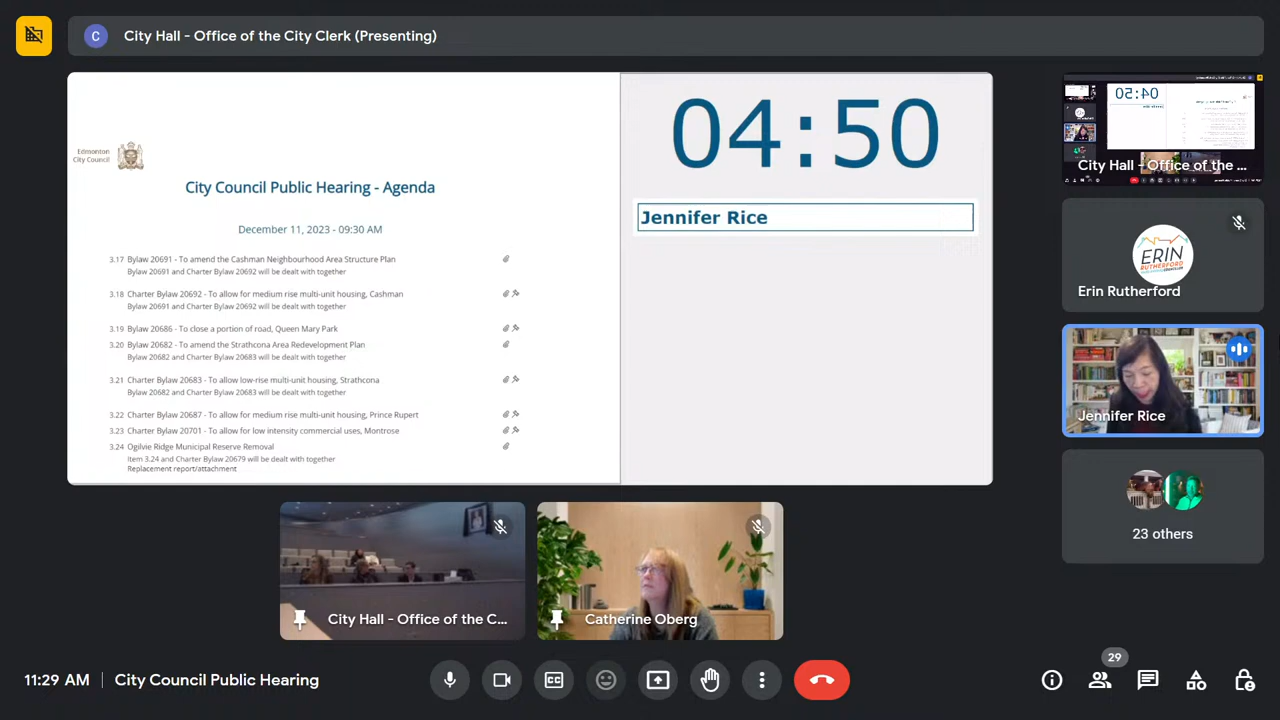 C
City Hall - Office of the City Clerk (Presenting)
Edmonton
City Council
City Council Public Hearing - Agenda
December 11, 2023 - 09:30 AM
3.17 Bylaw 20691 - To amend the Cashman Neighbourhood Area Structure Plan
Bylaw 20691 and Charter Bylaw 20692 will be dealt with together
3.18 Charter Bylaw 20692 - To allow for medium rise multi-unit housing, Cashman
Bylaw 20691 and Charter Bylaw 20692 will be dealt with together
3.19 Bylaw 20686 - To close a portion of road, Queen Mary Park
3.20 Bylaw 20682 - To amend the Strathcona Area Redevelopment Plan
Bylaw 20682 and Charter Bylaw 20683 will be dealt with together
3.21 Charter Bylaw 20683 - To allow low-rise multi-unit housing, Strathcona
Bylaw 20682 and Charter Bylaw 20683 will be dealt with together
3.22 Charter Bylaw 20687 - To allow for medium rise multi-unit housing, Prince Rupert
3.23 Charter Bylaw 20701 - To allow for low intensity commercial uses, Montrose
3.24 Ogilvie Ridge Municipal Reserve Removal
Item 3.24 and Charter Bylaw 20679 will be dealt with together
Replacement report/attachment
04:50
Jennifer Rice
04:50
City Hall - Office of the ...
ERIN
RUTHERFORD
Erin Rutherford
Jennifer Rice
23 others
City Hall - Office of the C...
Catherine Oberg
11:29 AM | City Council Public Hearing
CC
29